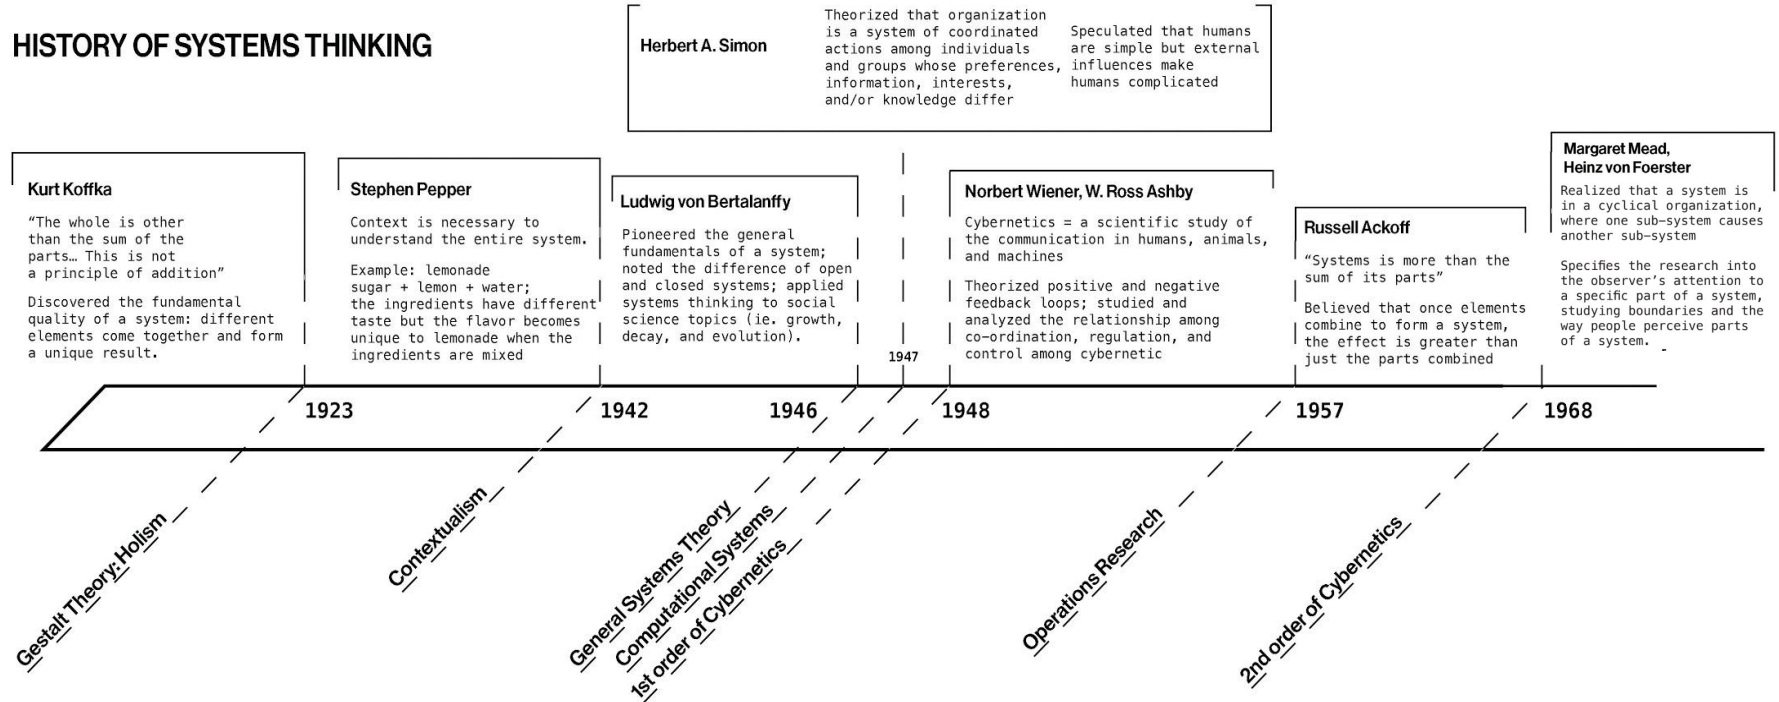 HISTORY OF SYSTEMS THINKING
Herbert A. Simon
Theorized that organization
is a system of coordinated
actions among individuals
and groups whose preferences,
information, interests,
and/or knowledge differ
Speculated that humans
are simple but external
influences make
humans complicated
Kurt Koffka
“The whole is other
than the sum of the
parts… This is not
a principle of addition”
Discovered the fundamental
quality of a system: different
elements come together and form
a unique result.
Stephen Pepper
Context is necessary to
understand the entire system.
Example: lemonade
sugar + lemon + water;
the ingredients have different
taste but the flavor becomes
unique to lemonade when the
ingredients are mixed
Ludwig von Bertalanffy
Pioneered the general
fundamentals of a system;
noted the difference of open
and closed systems; applied
systems thinking to social
science topics (ie. growth,
decay, and evolution).
1947
Norbert Wiener, W. Ross Ashby
Cybernetics = a scientific study of
the communication in humans, animals,
and machines
Theorized positive and negative
feedback loops; studied and
analyzed the relationship among
co-ordination, regulation, and
control among cybernetic
Russell Ackoff
“Systems is more than the
sum of its parts”
Believed that once elements
combine to form a system,
the effect is greater than
just the parts combined
Margaret Mead,
Heinz von Foerster
Realized that a system is
in a cyclical organization,
where one sub-system causes
another sub-system
Specifies the research into
the observer’s attention to
a specific part of a system,
studying boundaries and the
way people perceive parts
of a system.
1923
1942
1946
1948
1957
1968
Gestalt Theory: Holism
Contextualism
General Systems Theory
Computational Systems
1st order of Cybernetics
Operations Research
2nd order of Cybernetics